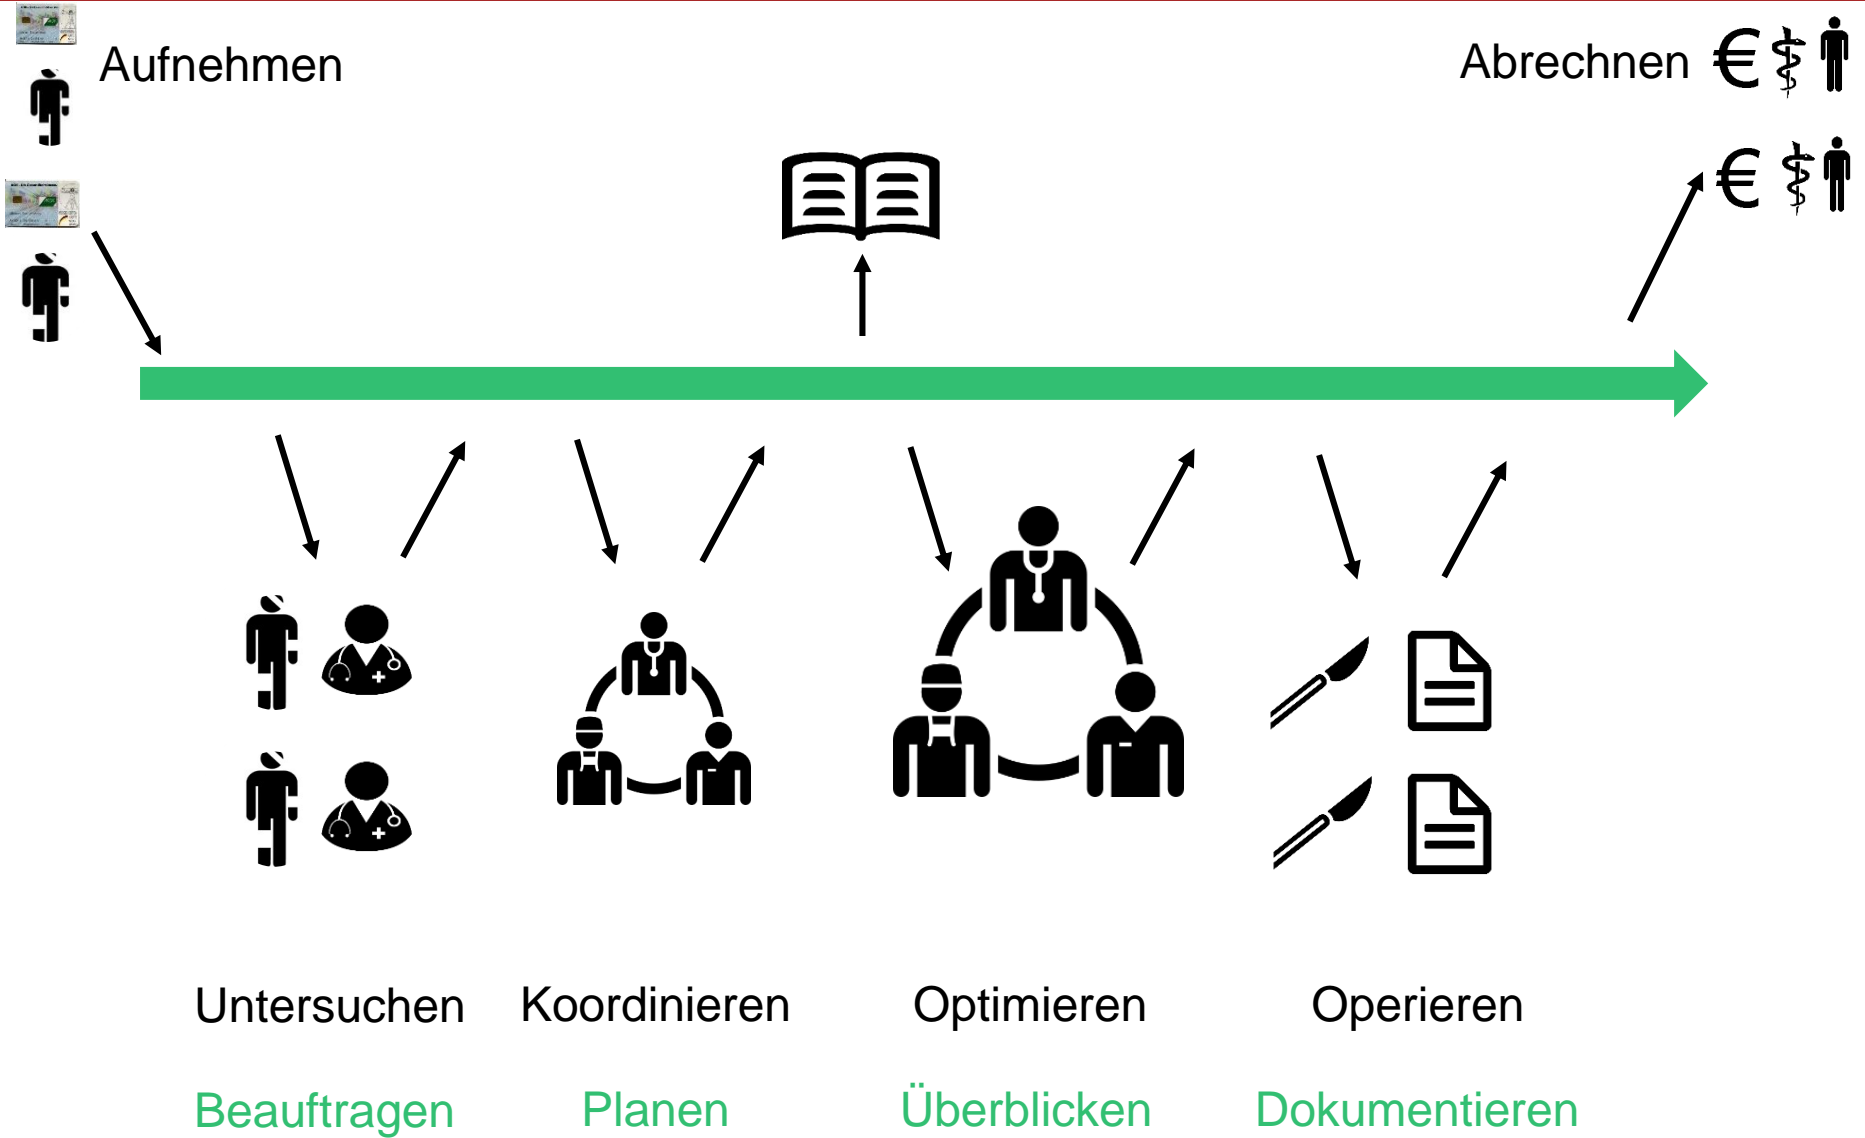 Aufnehmen
Abrechnen €
€
Untersuchen Koordinieren Optimieren Operieren
Beauftragen Planen Überblicken Dokumentieren